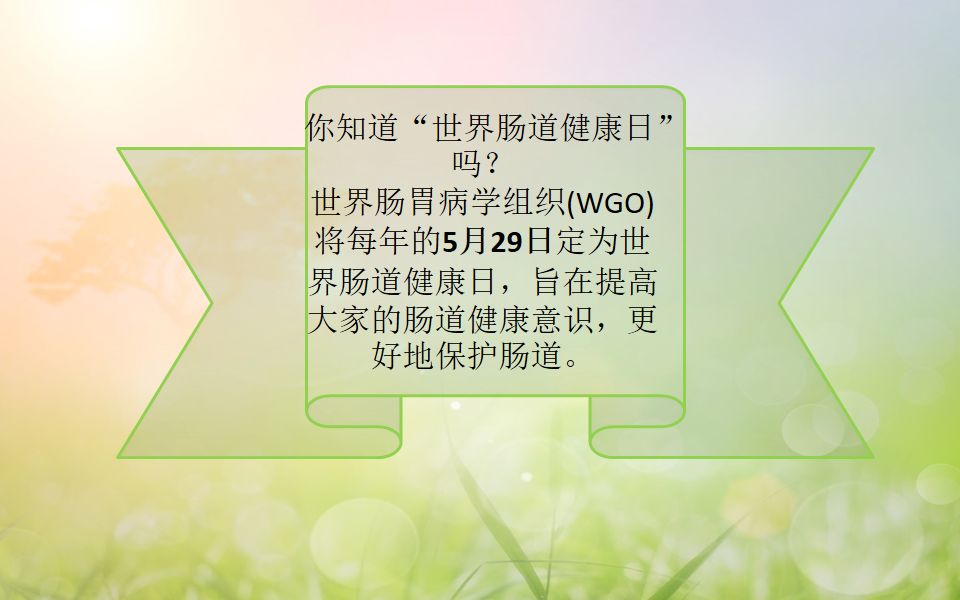 你知道“世界肠道健康日”
吗？
世界肠胃病学组织(WGO)
将每年的5月29日定为世
界肠道健康日，旨在提高
大家的肠道健康意识，更
好地保护肠道。